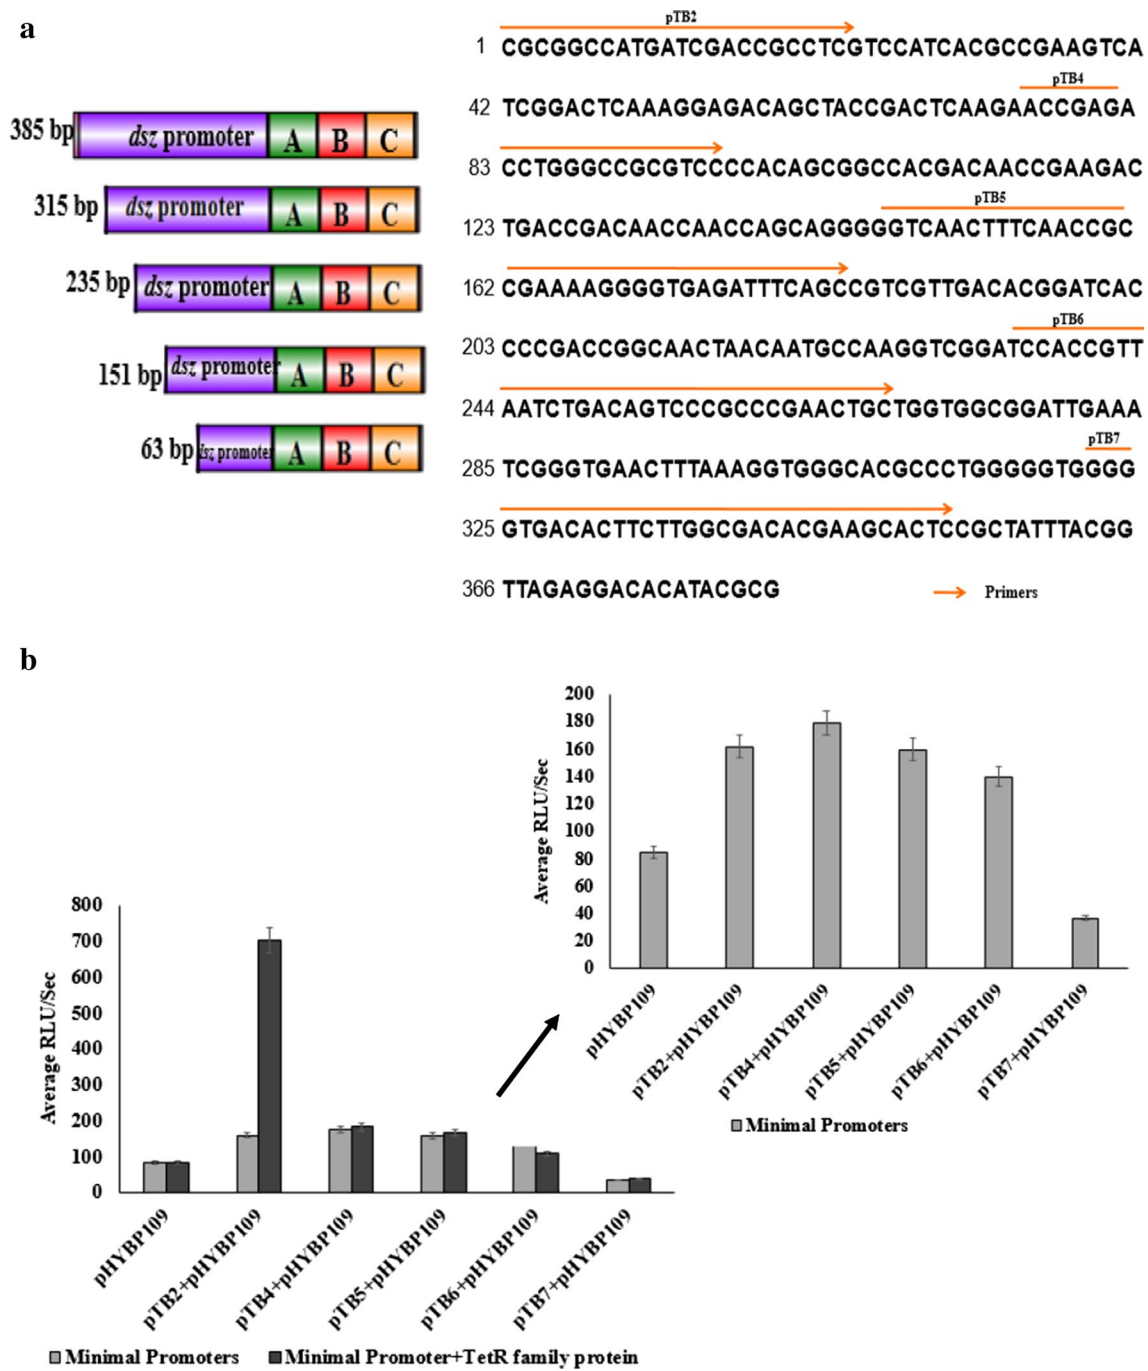 a
385 bp dsz promoter A B C
315 bp dsz promoter A B C
235 bp dsz promoter A B C
151 bp dsz promoter A B C
63 bp dsz promoter A B C
pTB2
1 CGCGGCCATGATCGACCGCCTCGTCCATCACGCCGAAGTCA
pTB4
42 TCGGACTCAAAGGAGACAGCTACCGACTCAAGAACCGAGA
83 CCTGGGCCGCGTCCCCACAGCGGCCACGACAACCGAAGAC
pTB5
123 TGACCGACAACCAACCAGCAGGGGGTCAACTTTCAACCGC
162 CGAAAAGGGGTGAGATTTCAGCCGTCGTTGACACGGATCAC
pTB6
203 CCCGACCGGCAACTAACAATGCCAAGGTCGGATCCACCGTT
244 AATCTGACAGTCCCGCCCGAACTGCTGGTGGCGGATTGAAA
pTB7
285 TCGGGTGAACTTTAAAGGTGGGCACGCCCTGGGGGTGGGG
325 GTGACACTTCTTGGCGACACGAAGCACTCCGCTATTTACGG
366 TTAGAGGACACATACGCG
Primers
b
200
180
160
140
120
100
80
60
40
20
0
Average RLU/Sec
pHYBP109
pTB2+pHYBP109
pTB4+pHYBP109
pTB5+pHYBP109
pTB6+pHYBP109
pTB7+pHYBP109
Minimal Promoters
800
700
600
500
400
300
200
100
0
Average RLU/Sec
pHYBP109
pTB2+pHYBP109
pTB4+pHYBP109
pTB5+pHYBP109
pTB6+pHYBP109
pTB7+pHYBP109
Minimal Promoters Minimal Promoter+TetR family protein